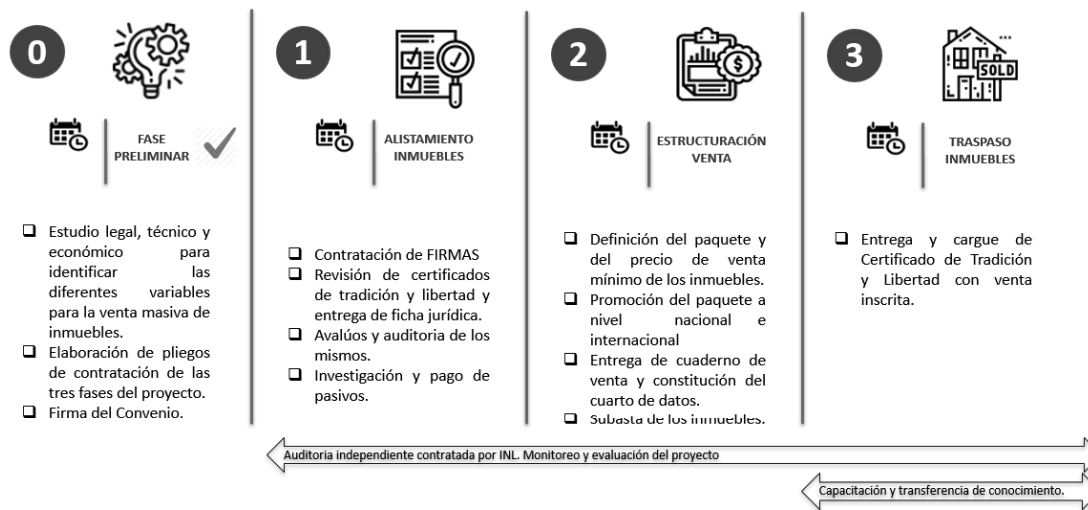 0
FASE
PRELIMINAR
Estudio legal, técnico y
económico para
identificar las
diferentes variables
para la venta masiva de
inmuebles.
Elaboración de pliegos
de contratación de las
tres fases del proyecto.
Firma del Convenio.
1
ALISTAMIENTO
INMUEBLES
Contratación de FIRMAS
Revisión de certificados
de tradición y libertad y
entrega de ficha jurídica.
Avalúos y auditoria de los
mismos.
Investigación y pago de
pasivos.
2
$
ESTRUCTURACIÓN
VENTA
Definición del paquete y
del precio de venta
mínimo de los inmuebles.
Promoción del paquete a
nivel nacional e
internacional
Entrega de cuaderno de
venta y constitución del
cuarto de datos.
Subasta de los inmuebles.
3
SOLD
TRASPASO
INMUEBLES
Entrega y cargue de
Certificado de Tradición
y Libertad con venta
inscrita.
Auditoria independiente contratada por INL. Monitoreo y evaluación del proyecto
Capacitación y transferencia de conocimiento.